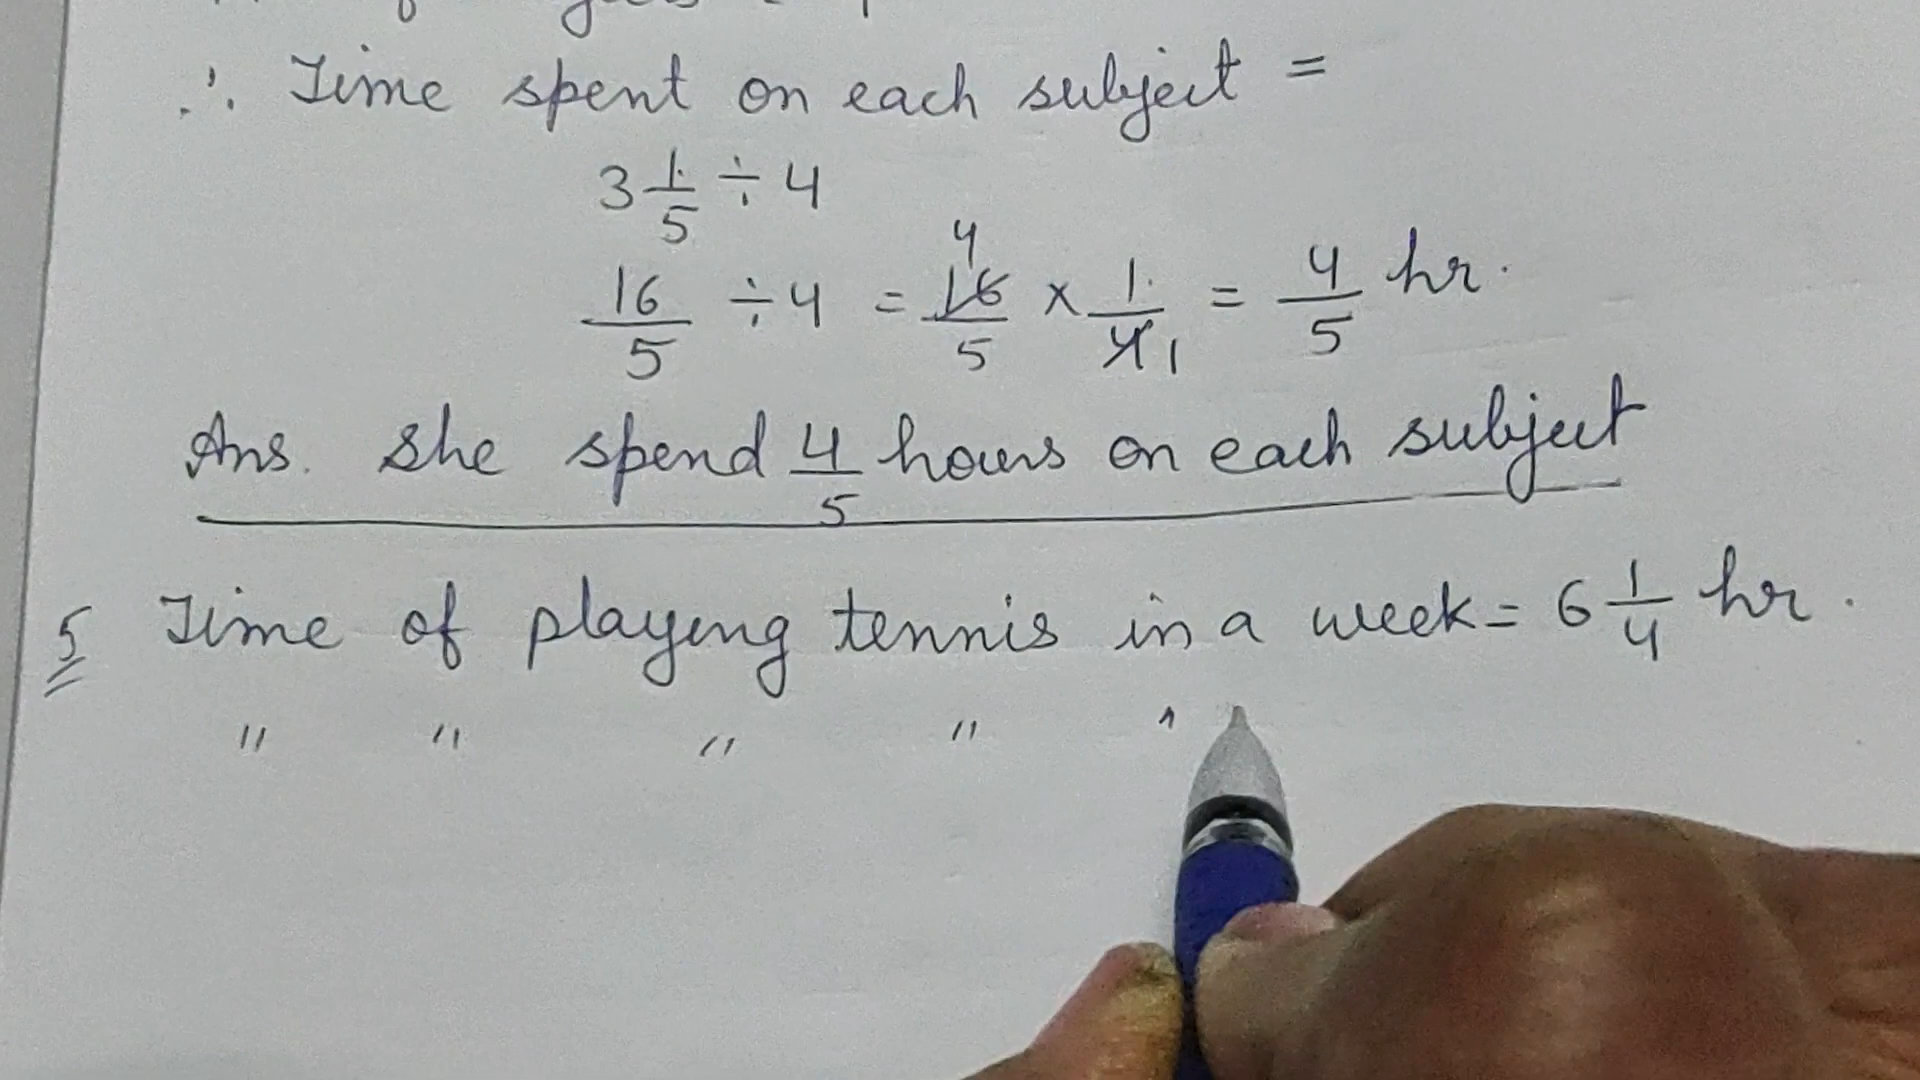 ∴ Time spent on each subject =
3 1/5 ÷ 4
16/5 ÷ 4 = 16/5 4 × 1/4 1 = 4/5 hr.
Ans. She spend 4/5 hours on each subject
5 Time of playing tennis in a week = 6 1/4 hr.
" " " "